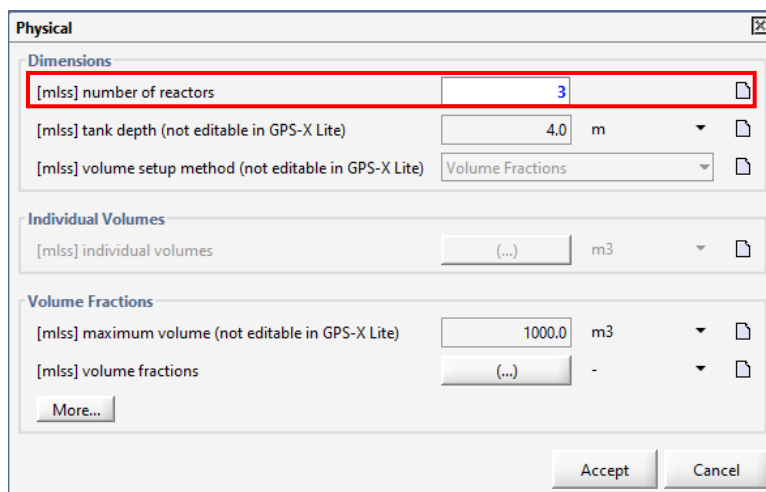 Physical
Dimensions
[mlss] number of reactors 3
[mlss] tank depth (not editable in GPS-X Lite) 4.0 m
[mlss] volume setup method (not editable in GPS-X Lite) Volume Fractions
Individual Volumes
[mlss] individual volumes (...) m3
Volume Fractions
[mlss] maximum volume (not editable in GPS-X Lite) 1000.0 m3
[mlss] volume fractions (...) -
More...
Accept Cancel